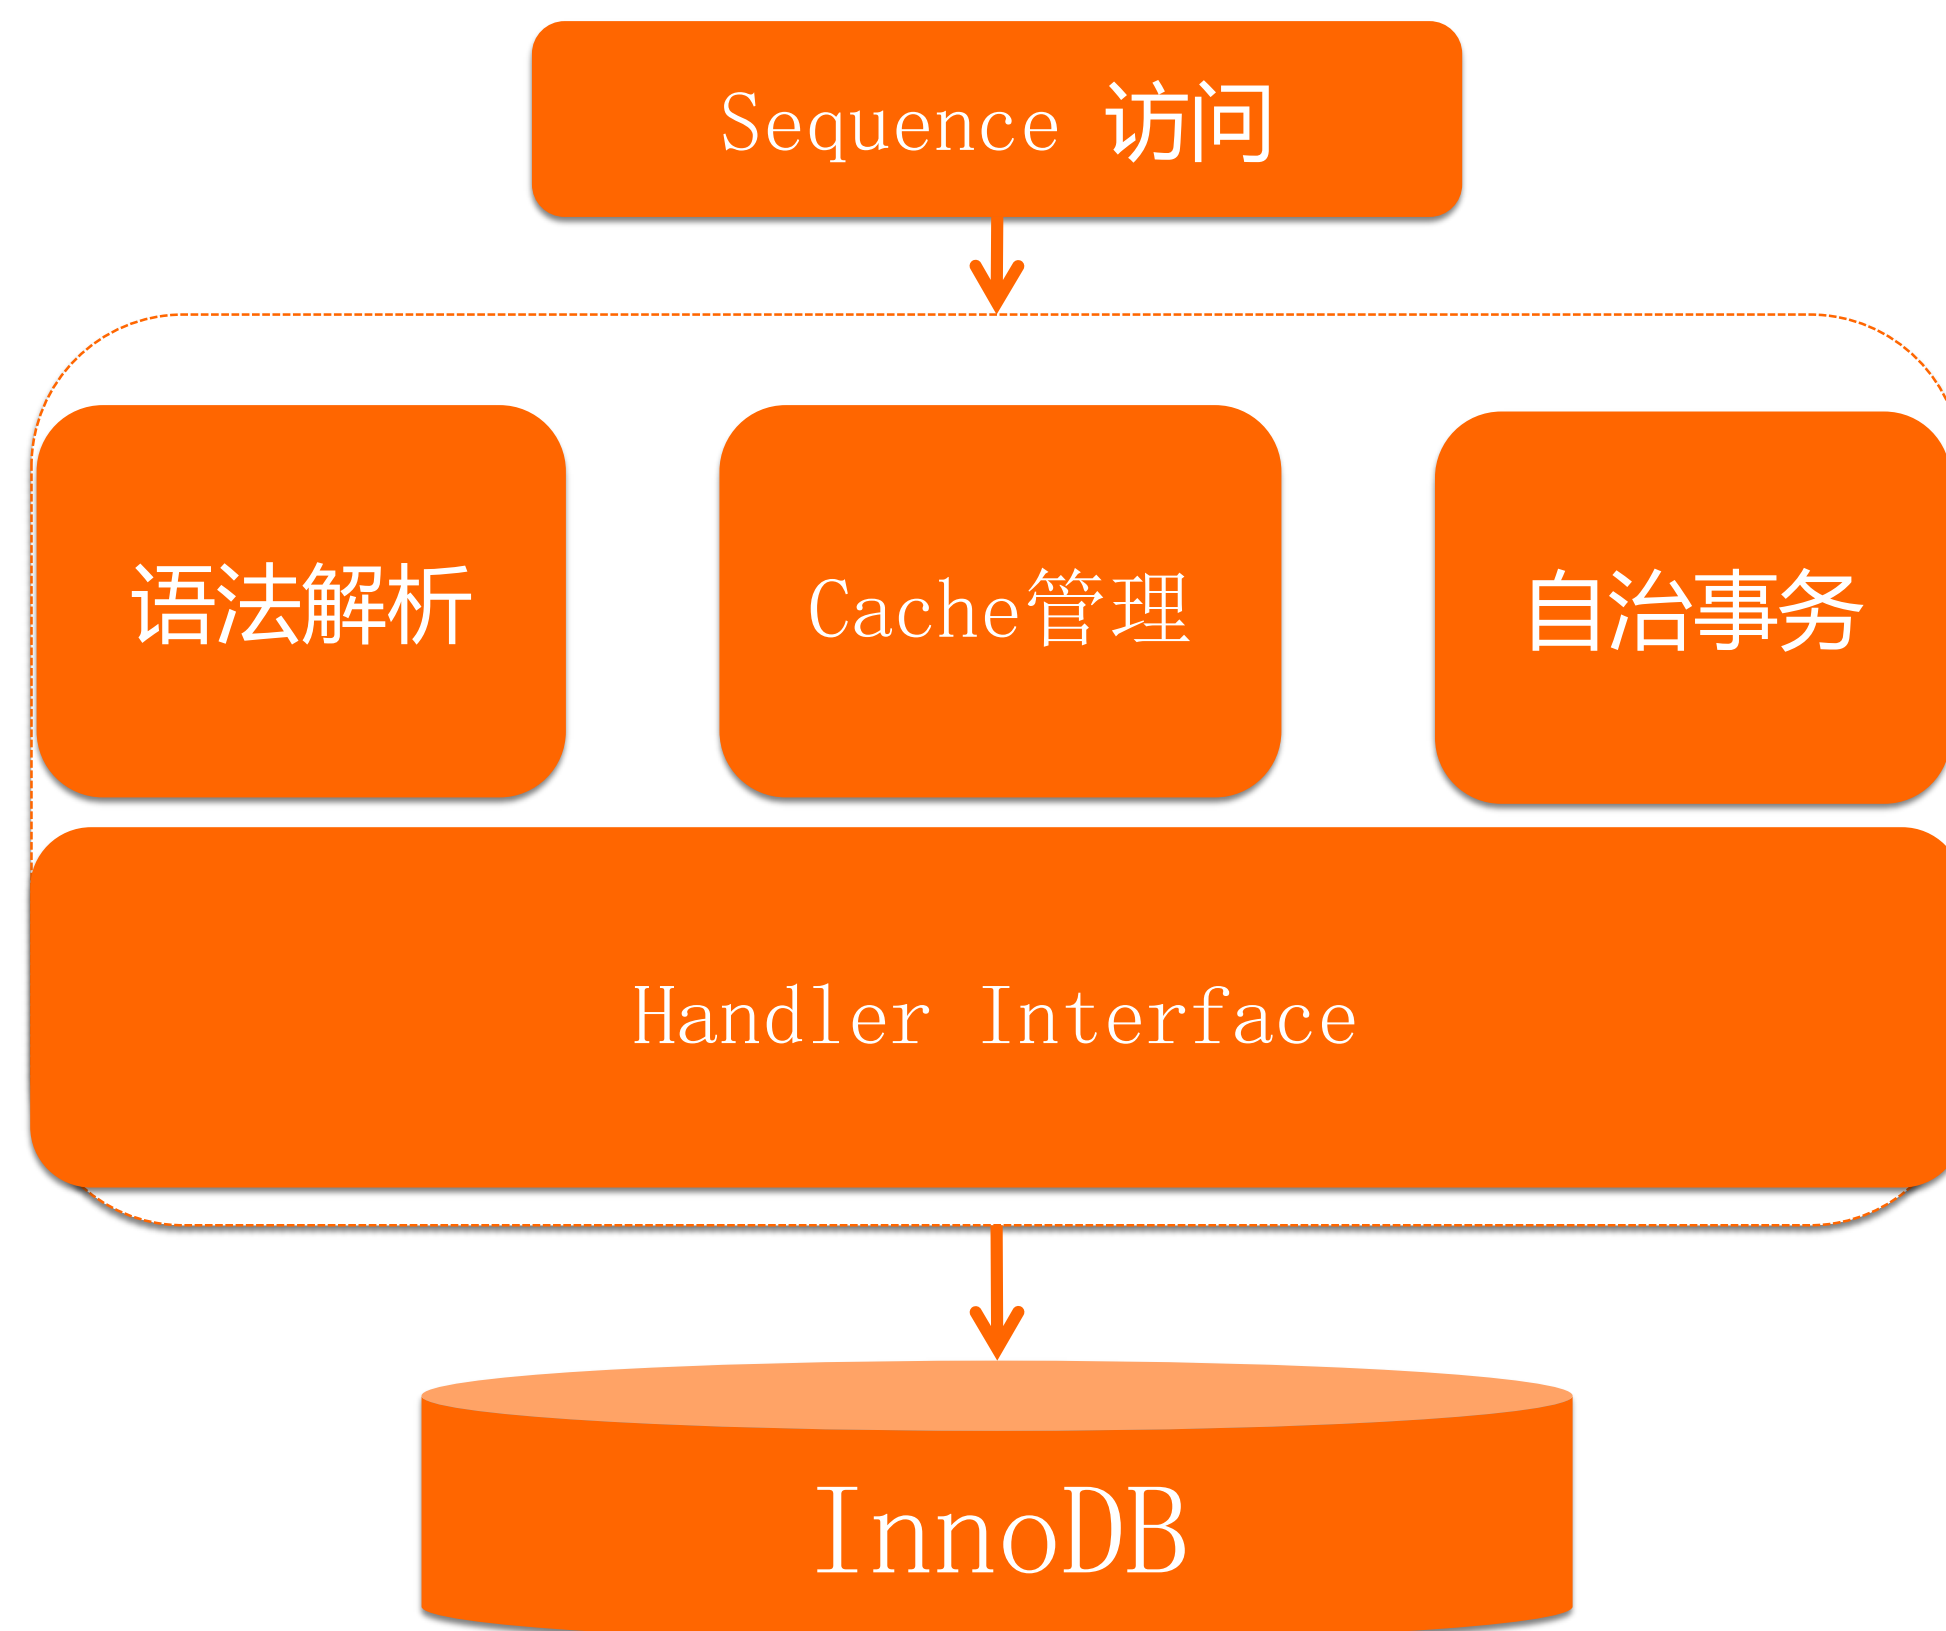 Sequence 访问
语法解析
Cache管理
自治事务
Handler Interface
InnoDB